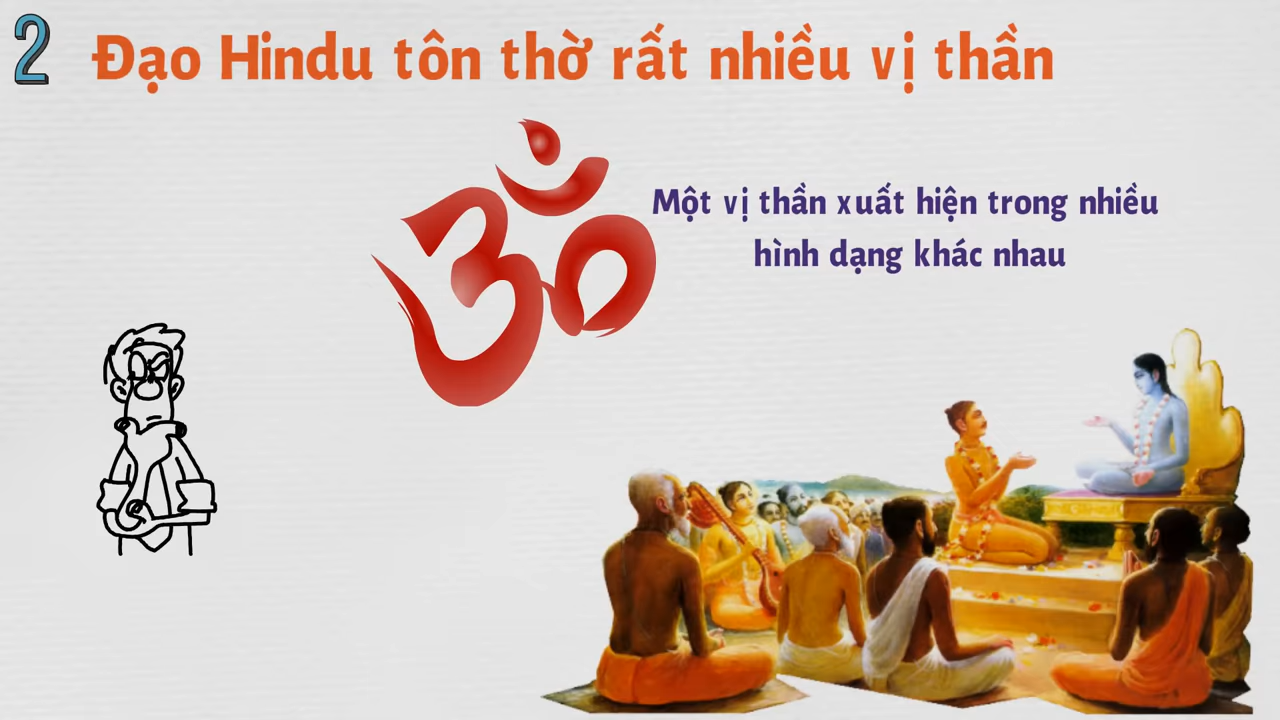 2 Đạo Hindu tôn thờ rất nhiều vị thần
ॐ
Một vị thần xuất hiện trong nhiều
hình dạng khác nhau